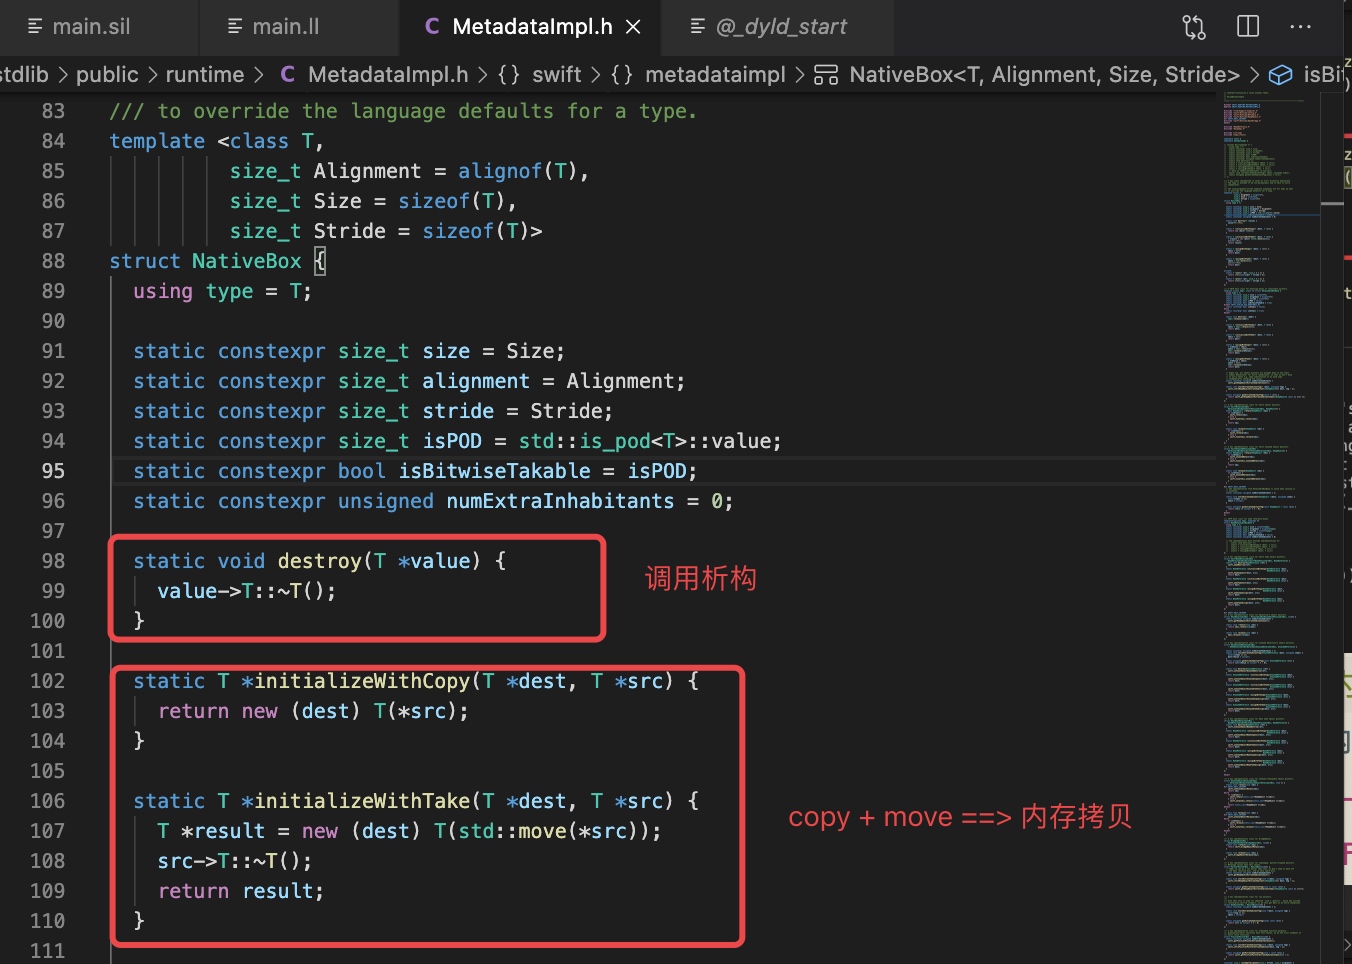 main.sil
main.ll
C MetadataImpl.h ×
@_dyld_start
stdlib > public > runtime > C MetadataImpl.h > {} swift > {} metadataimpl > NativeBox<T, Alignment, Size, Stride> >
83 /// to override the language defaults for a type.
84 template <class T,
85 size_t Alignment = alignof(T),
86 size_t Size = sizeof(T),
87 size_t Stride = sizeof(T)>
88 struct NativeBox {
89 using type = T;
90
91 static constexpr size_t size = Size;
92 static constexpr size_t alignment = Alignment;
93 static constexpr size_t stride = Stride;
94 static constexpr size_t isPOD = std::is_pod<T>::value;
95 static constexpr bool isBitwiseTakable = isPOD;
96 static constexpr unsigned numExtraInhabitants = 0;
97
98 static void destroy(T *value) {
99 value->T::~T();
100 }
调用析构
101
102 static T *initializeWithCopy(T *dest, T *src) {
103 return new (dest) T(*src);
104 }
105
106 static T *initializeWithTake(T *dest, T *src) {
107 T *result = new (dest) T(std::move(*src));
108 src->T::~T();
109 return result;
110 }
copy + move ==> 内存拷贝
111